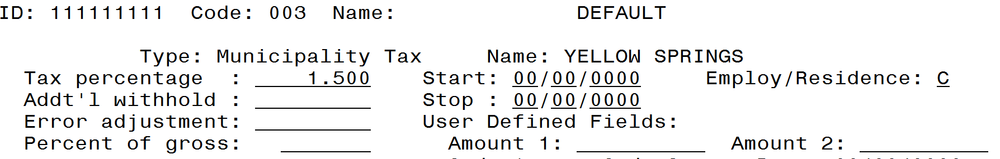 ID: 111111111 Code: 003 Name: DEFAULT
Type: Municipality Tax Name: YELLOW SPRINGS
Tax percentage : 1.500 Start: 00/00/0000 Employ/Residence: C
Addt'l withhold : Stop : 00/00/0000
Error adjustment: User Defined Fields:
Percent of gross: Amount 1: Amount 2: